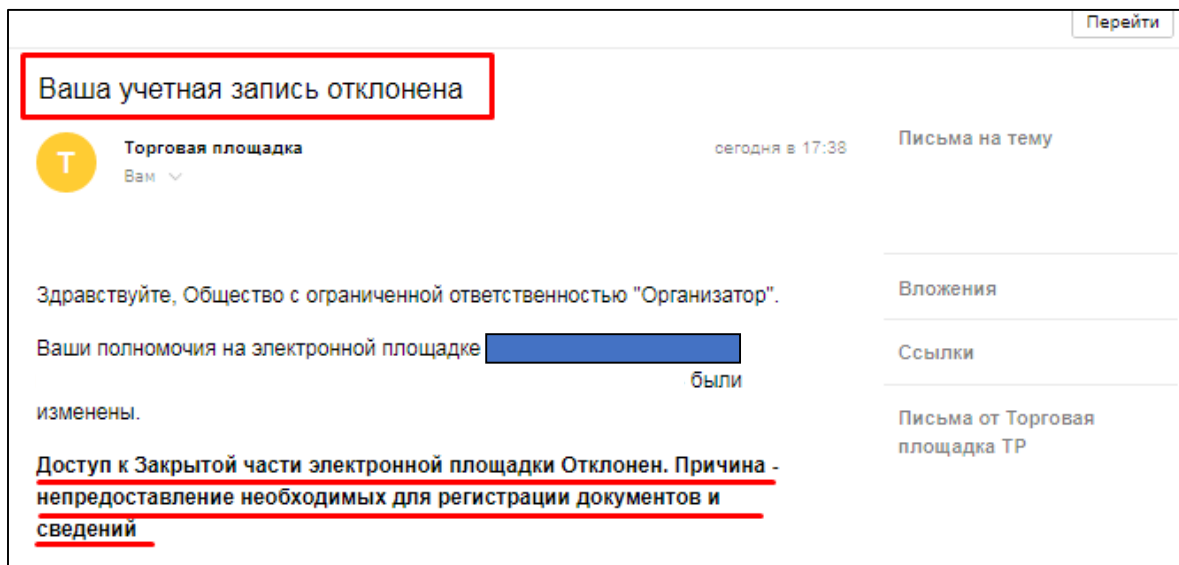 Перейти
Ваша учетная запись отклонена
Т
Торговая площадка
сегодня в 17:38
Вам
Письма на тему
Здравствуйте, Общество с ограниченной ответственностью "Организатор".
Вложения
Ваши полномочия на электронной площадке
Ссылки
были
изменены.
Письма от Торговая
площадка ТР
Доступ к Закрытой части электронной площадки Отклонен. Причина -
непредоставление необходимых для регистрации документов и
сведений